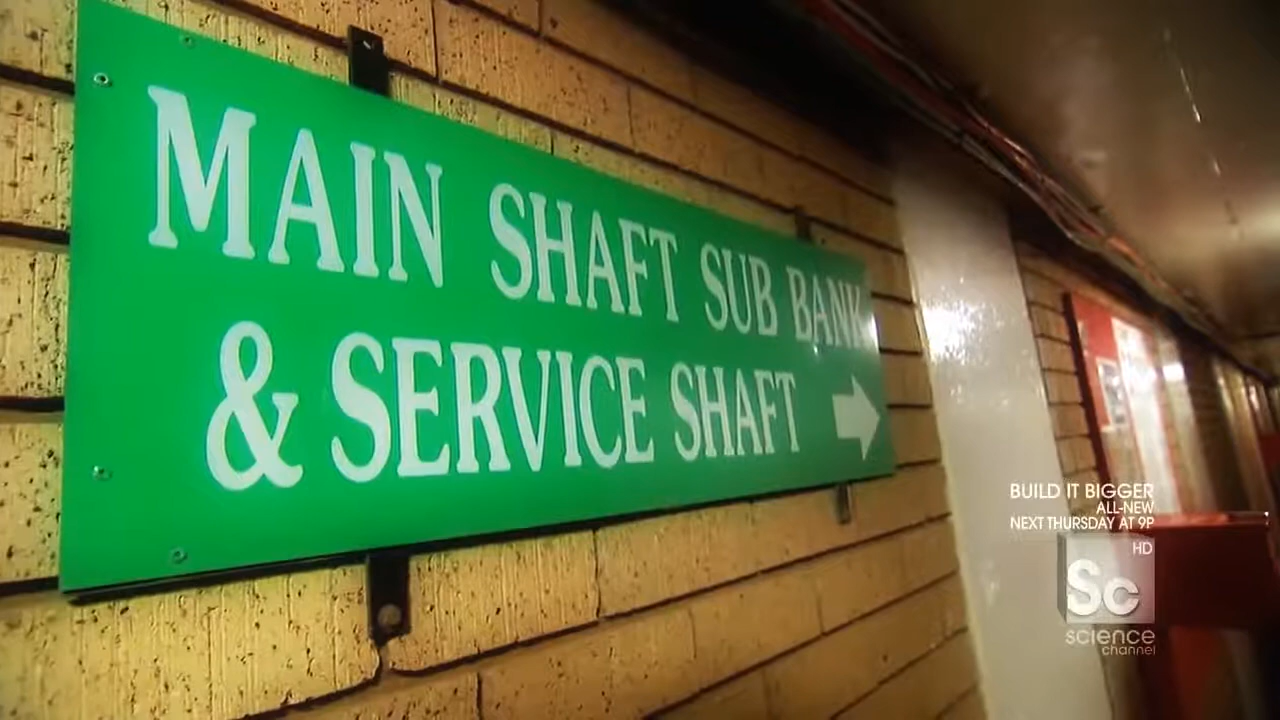 MAIN SHAFT SUB BANK
& SERVICE SHAFT
BUILD IT BIGGER
ALL-NEW
NEXT THURSDAY AT 9P
HD
Sc
science
channel